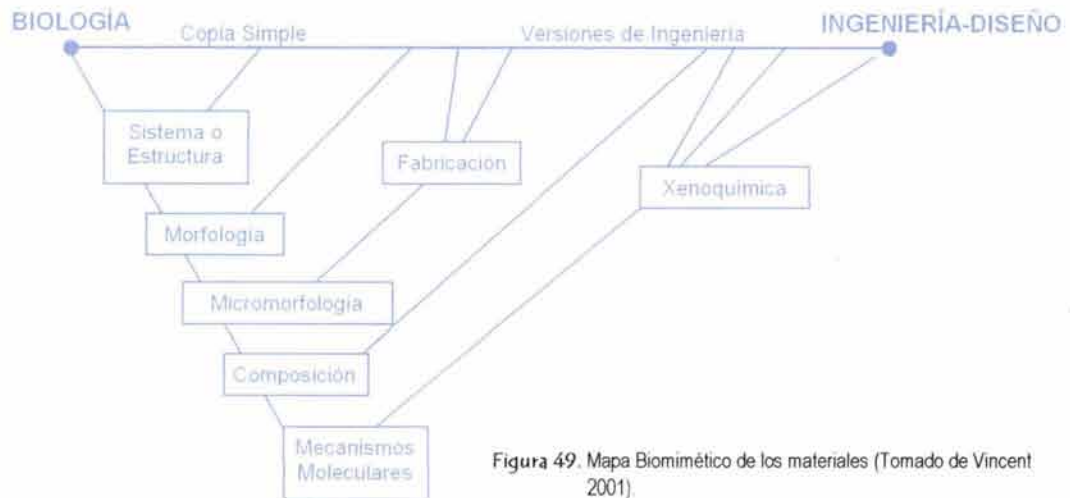 BIOLOGÍA
Copia Simple
Versiones de Ingeniería
INGENIERÍA-DISEÑO
Sistema o
Estructura
Fabricación
Xenoquímica
Morfología
Micromorfología
Composición
Mecanismos
Moleculares
Figura 49. Mapa Biomimético de los materiales (Tomado de Vincent
2001).